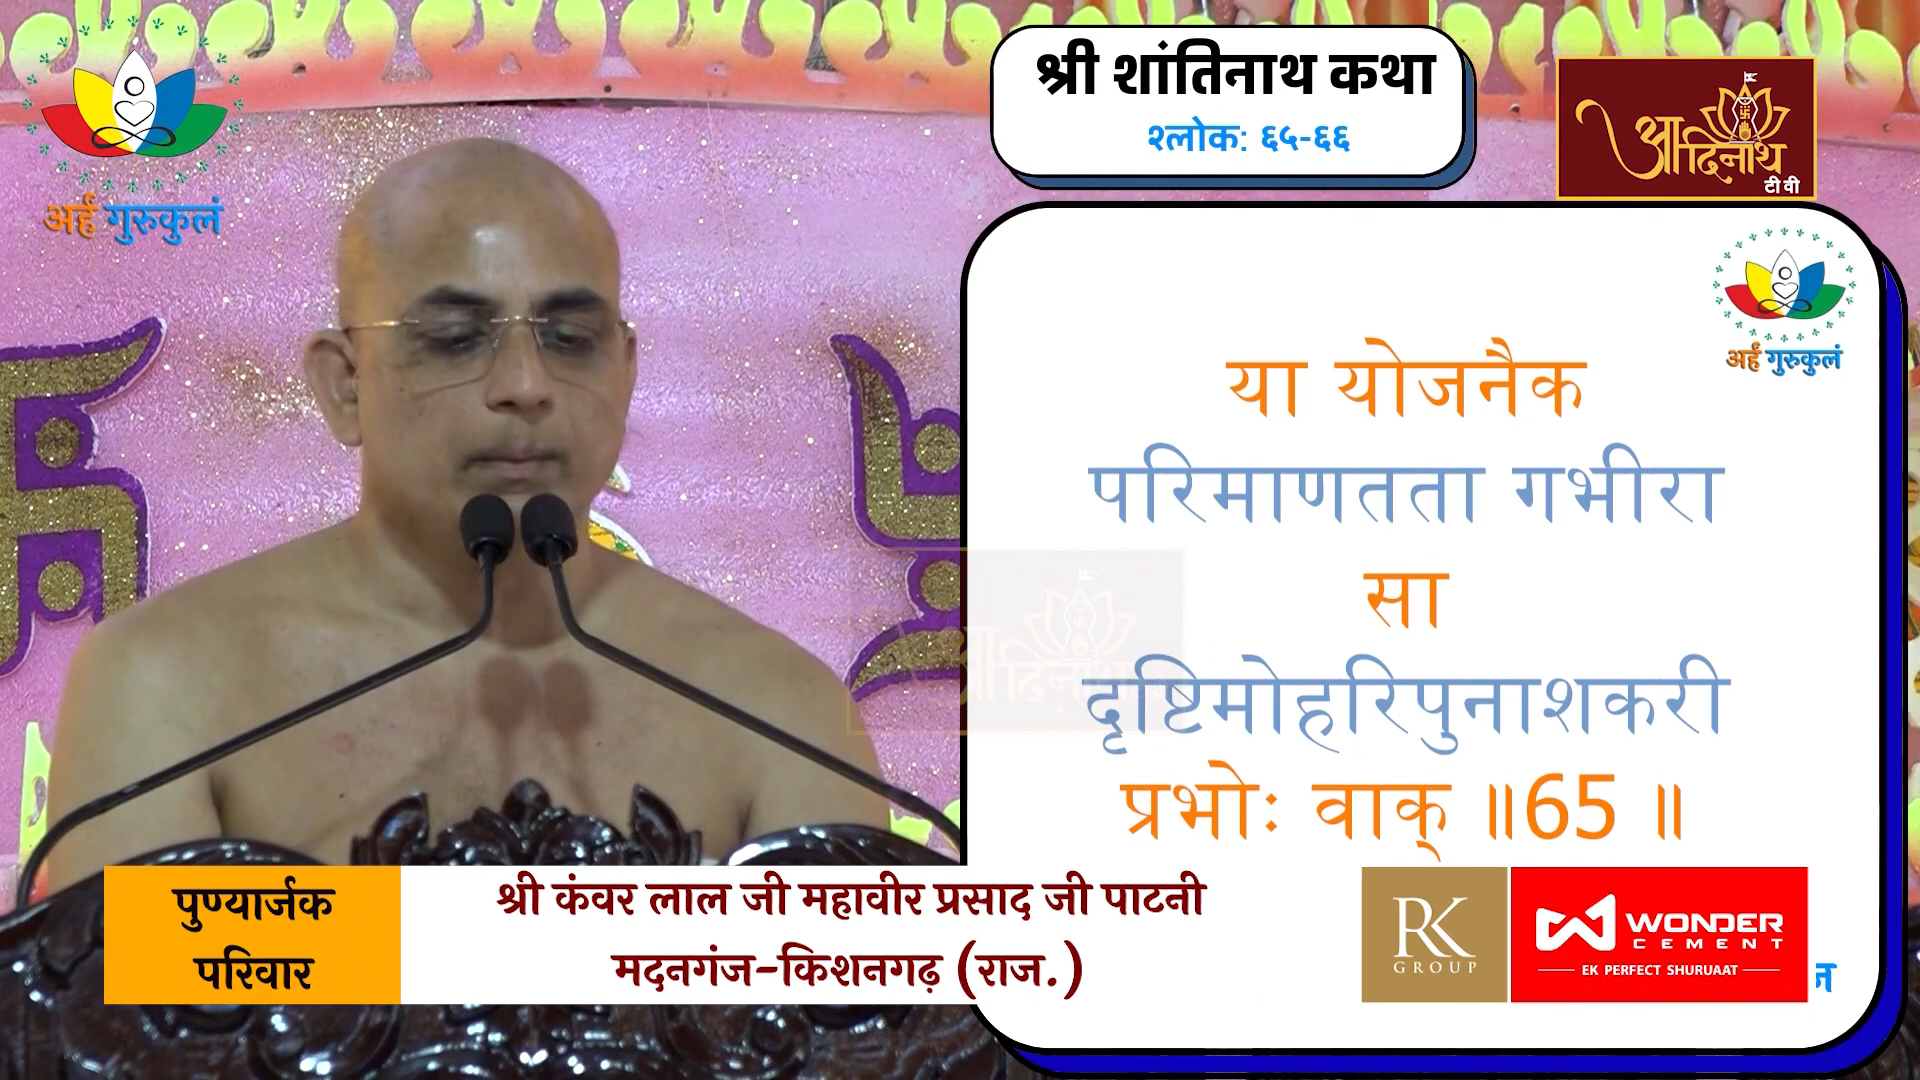 अर्हं गुरुकुलं
श्री शांतिनाथ कथा
श्लोक: ६५-६६
आदिनाथ
टीवी
अर्हं गुरुकुलं
या योजनैक
परिमाणतता गभीरा
सा
दृष्टिमोहरिपुनाशकरी
प्रभोः वाक् ॥65 ॥
आदिनाथ
पुण्यार्जक
परिवार
श्री कंवर लाल जी महावीर प्रसाद जी पाटनी
मदनगंज-किशनगढ़ (राज.)
RK
GROUP
WONDER
CEMENT
EK PERFECT SHURUAAT